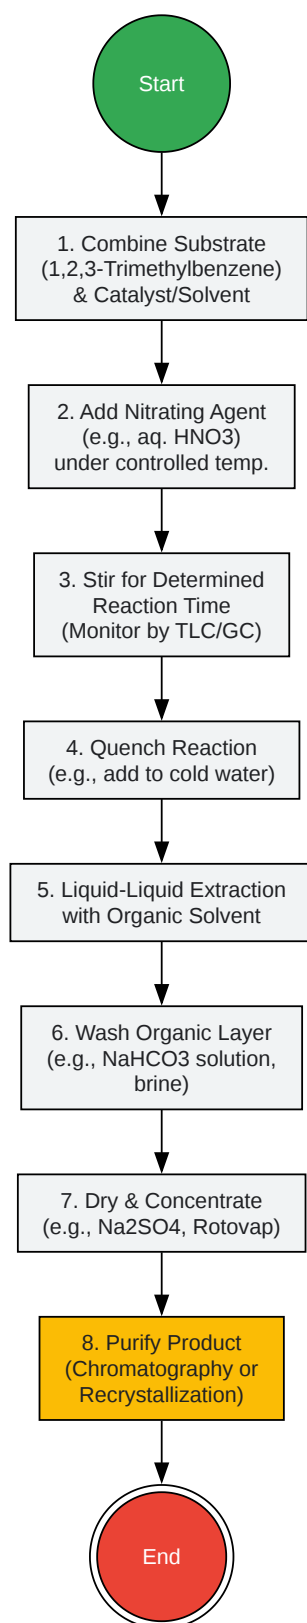 Start
1. Combine Substrate
(1,2,3-Trimethylbenzene)
& Catalyst/Solvent
2. Add Nitrating Agent
(e.g., aq. HNO3)
under controlled temp.
3. Stir for Determined
Reaction Time
(Monitor by TLC/GC)
4. Quench Reaction
(e.g., add to cold water)
5. Liquid-Liquid Extraction
with Organic Solvent
6. Wash Organic Layer
(e.g., NaHCO3 solution,
brine)
7. Dry & Concentrate
(e.g., Na2SO4, Rotovap)
8. Purify Product
(Chromatography or
Recrystallization)
End